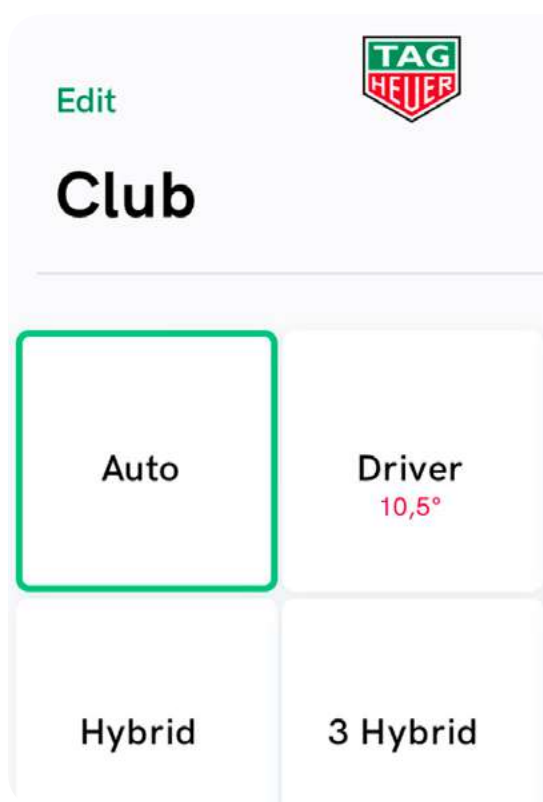 TAG
HEUER
Edit
Club
Auto
Driver
10,5°
Hybrid
3 Hybrid